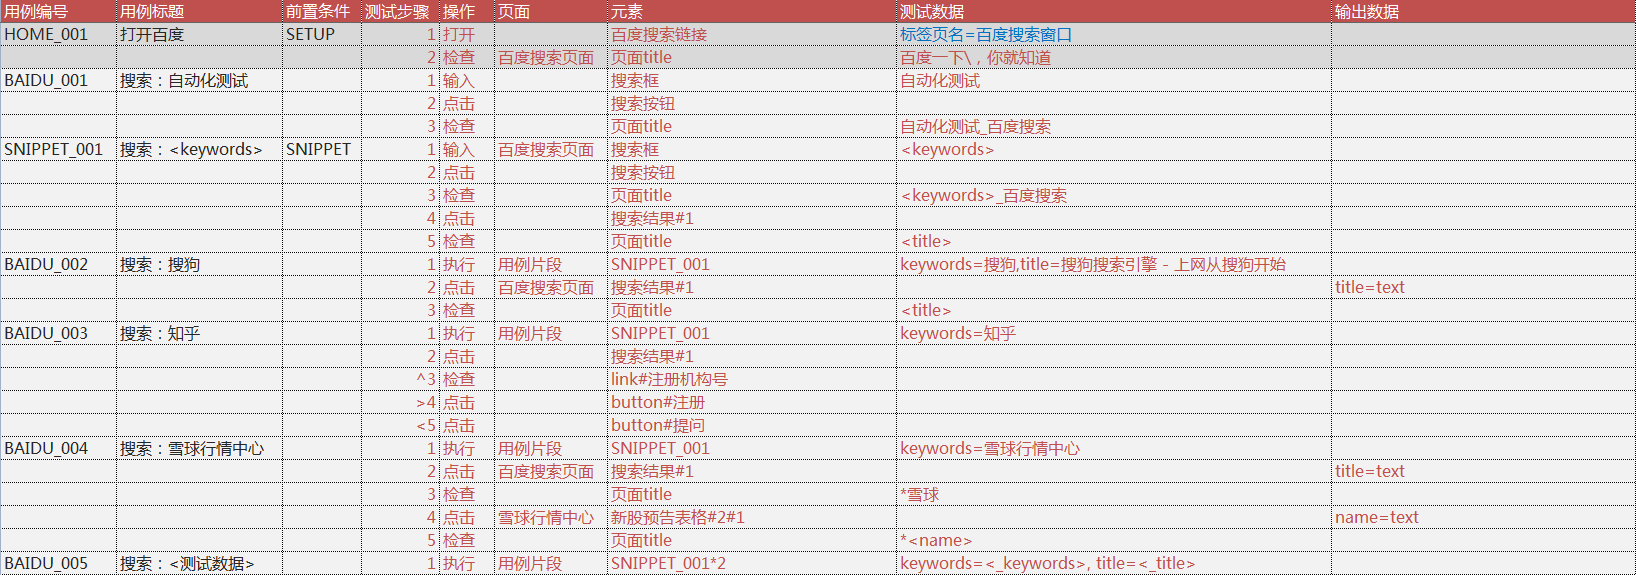 用例编号 用例标题 前置条件 测试步骤 操作 页面 元素 测试数据 输出数据
HOME_001 打开百度 SETUP 1 打开 百度搜索链接 标签页名=百度搜索窗口
2 检查 百度搜索页面 页面title 百度一下\，你就知道
BAIDU_001 搜索：自动化测试 1 输入 搜索框 自动化测试
2 点击 搜索按钮
3 检查 页面title 自动化测试_百度搜索
SNIPPET_001 搜索：<keywords> SNIPPET 1 输入 百度搜索页面 搜索框 <keywords>
2 点击 搜索按钮
3 检查 页面title <keywords>_百度搜索
4 点击 搜索结果#1
5 检查 页面title <title>
BAIDU_002 搜索：搜狗 1 执行 用例片段 SNIPPET_001 keywords=搜狗,title=搜狗搜索引擎 - 上网从搜狗开始
2 点击 百度搜索页面 搜索结果#1 title=text
3 检查 页面title <title>
BAIDU_003 搜索：知乎 1 执行 用例片段 SNIPPET_001 keywords=知乎
2 点击 搜索结果#1
^3 检查 link#注册机构号
>4 点击 button#注册
<5 点击 button#提问
BAIDU_004 搜索：雪球行情中心 1 执行 用例片段 SNIPPET_001 keywords=雪球行情中心
2 点击 百度搜索页面 搜索结果#1 title=text
3 检查 页面title *雪球
4 点击 雪球行情中心 新股预告表格#2#1 name=text
5 检查 页面title *<name>
BAIDU_005 搜索：<测试数据> 1 执行 用例片段 SNIPPET_001*2 keywords=<_keywords>, title=<_title>